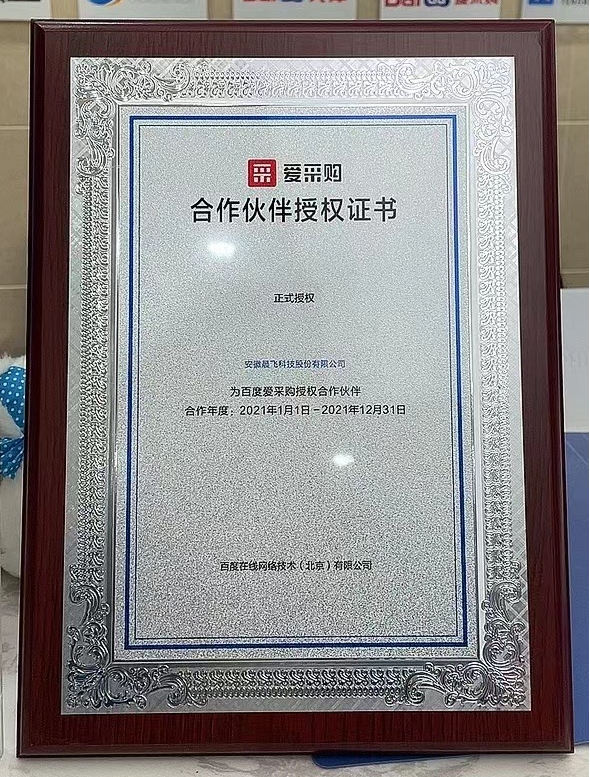 采 爱采购
合作伙伴授权证书
正式授权
安徽晨飞科技股份有限公司
为百度爱采购授权合作伙伴
合作年度：2021年1月1日－2021年12月31日
百度在线网络技术（北京）有限公司